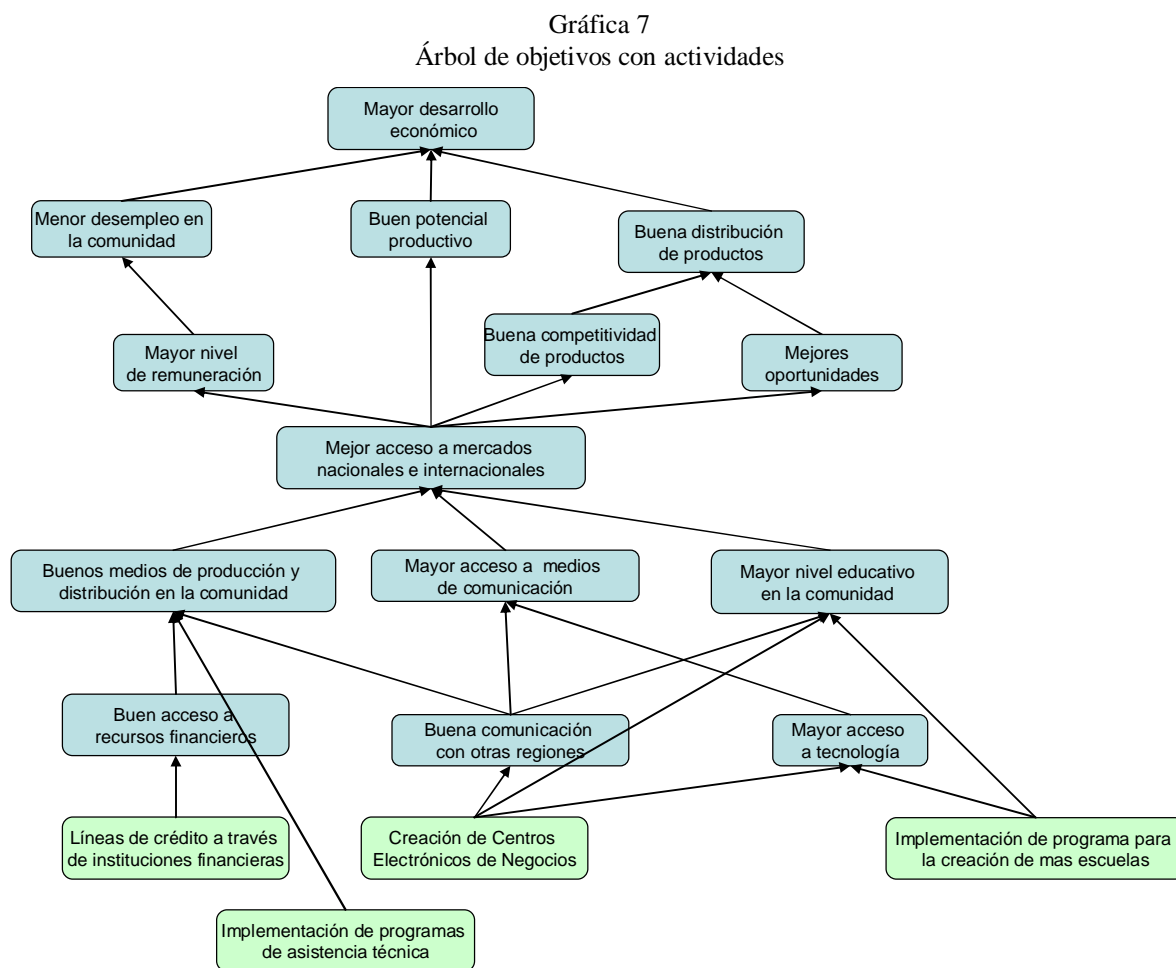 Gráfica 7
Árbol de objetivos con actividades
Mayor desarrollo
económico
Menor desempleo en
la comunidad
Buen potencial
productivo
Buena distribución
de productos
Mayor nivel
de remuneración
Buena competitividad
de productos
Mejores
oportunidades
Mejor acceso a mercados
nacionales e internacionales
Buenos medios de producción y
distribución en la comunidad
Mayor acceso a medios
de comunicación
Mayor nivel educativo
en la comunidad
Buen acceso a
recursos financieros
Buena comunicación
con otras regiones
Mayor acceso
a tecnología
Líneas de crédito a través
de instituciones financieras
Creación de Centros
Electrónicos de Negocios
Implementación de programa para
la creación de mas escuelas
Implementación de programas
de asistencia técnica